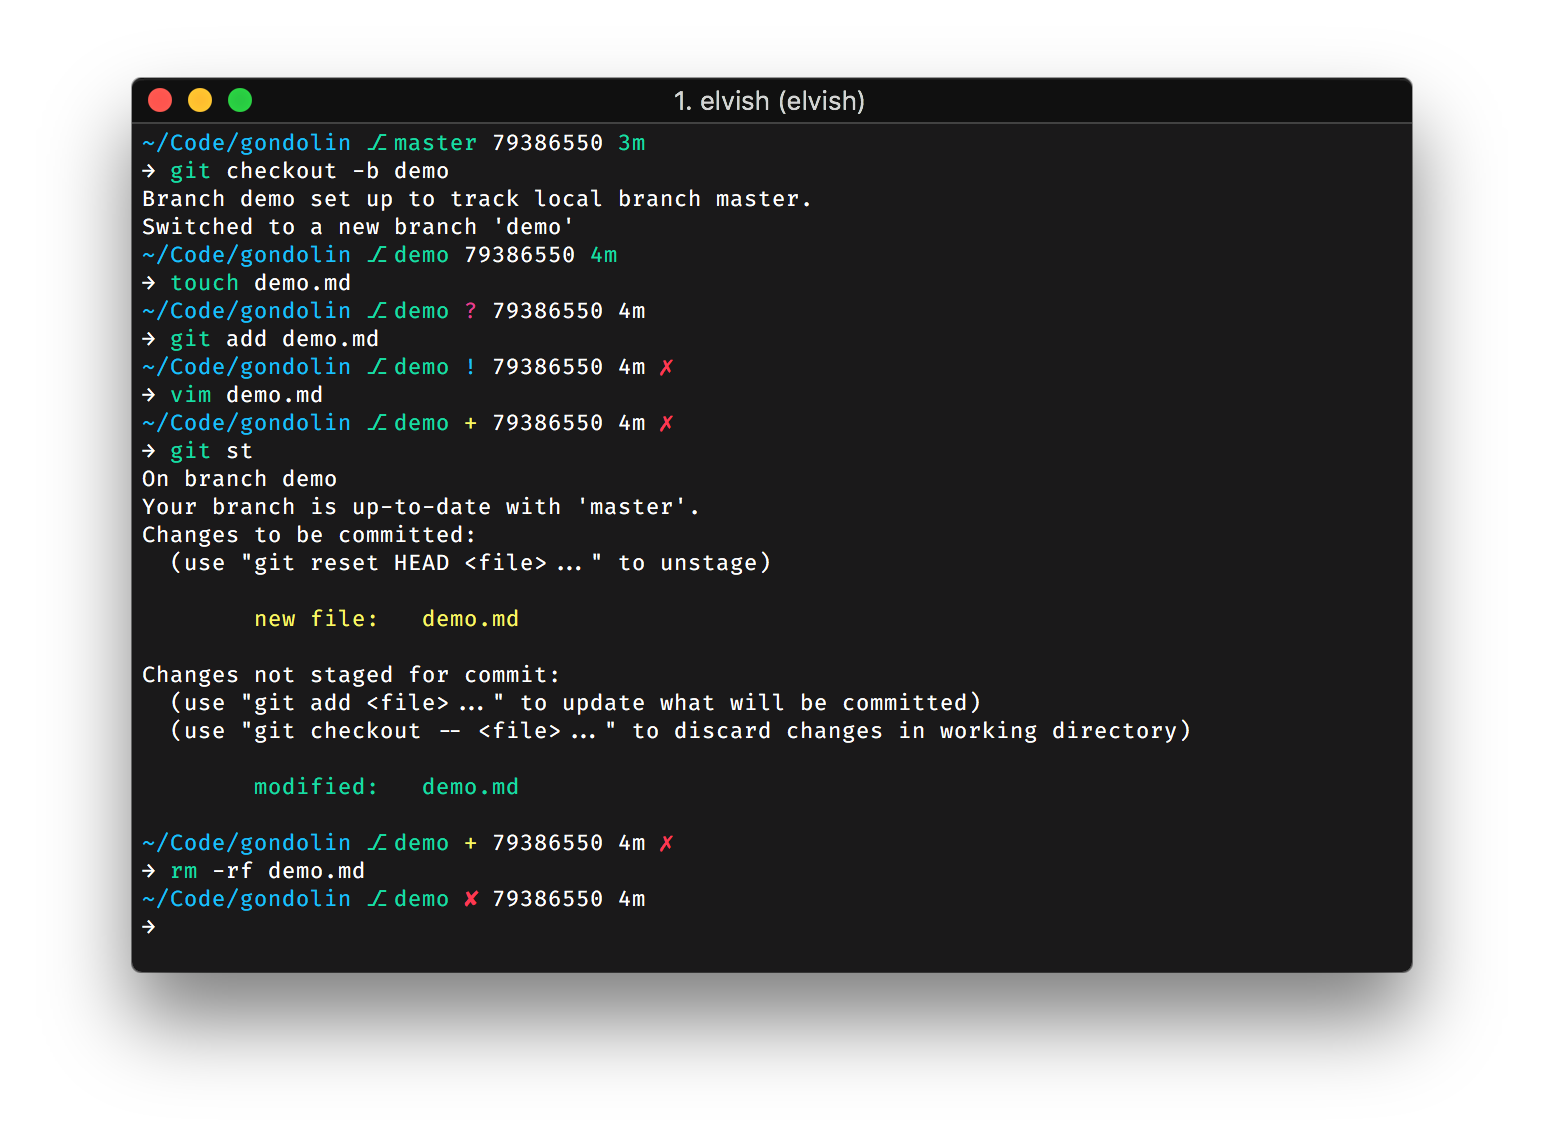 1. elvish (elvish)
~/Code/gondolin ⎇ master 79386550 3m
→ git checkout -b demo
Branch demo set up to track local branch master.
Switched to a new branch 'demo'
~/Code/gondolin ⎇ demo 79386550 4m
→ touch demo.md
~/Code/gondolin ⎇ demo ? 79386550 4m
→ git add demo.md
~/Code/gondolin ⎇ demo ! 79386550 4m ✗
→ vim demo.md
~/Code/gondolin ⎇ demo + 79386550 4m ✗
→ git st
On branch demo
Your branch is up-to-date with 'master'.
Changes to be committed:
  (use "git reset HEAD <file>..." to unstage)
        new file:   demo.md
Changes not staged for commit:
  (use "git add <file>..." to update what will be committed)
  (use "git checkout -- <file>..." to discard changes in working directory)
        modified:   demo.md
~/Code/gondolin ⎇ demo + 79386550 4m ✗
→ rm -rf demo.md
~/Code/gondolin ⎇ demo ✘ 79386550 4m
→